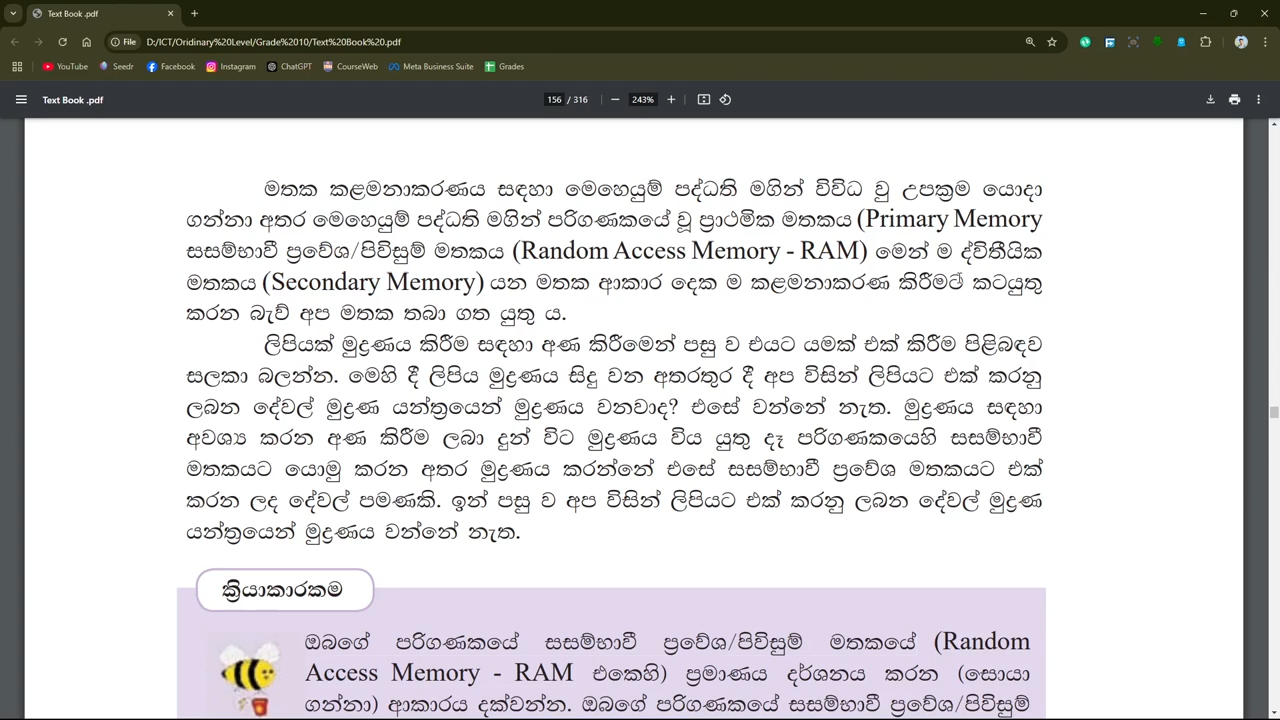 Text Book .pdf
File D:/ICT/Oridinary%20Level/Grade%2010/Text%20Book%20.pdf
YouTube Seedr Facebook Instagram ChatGPT CourseWeb Meta Business Suite Grades
Text Book .pdf 156 / 316 243%
මතක කළමනාකරණය සඳහා මෙහෙයුම් පද්ධති මගින් විවිධ වු උපක්‍රම යොදා
ගන්නා අතර මෙහෙයුම් පද්ධති මගින් පරිගණකයේ වූ ප්‍රාථමික මතකය (Primary Memory
සසම්භාවී ප්‍රවේශ/පිවිසුම් මතකය (Random Access Memory - RAM) මෙන් ම ද්විතීයික
මතකය (Secondary Memory) යන මතක ආකාර දෙක ම කළමනාකරණ කිරීමට කටයුතු
කරන බැව් අප මතක තබා ගත යුතු ය.
ලිපියක් මුද්‍රණය කිරීම සඳහා අණ කිරීමෙන් පසු ව එයට යමක් එක් කිරීම පිළිබඳව
සලකා බලන්න. මෙහි දී ලිපිය මුද්‍රණය සිදු වන අතරතුර දී අප විසින් ලිපියට එක් කරනු
ලබන දේවල් මුද්‍රණ යන්ත්‍රයෙන් මුද්‍රණය වනවාද? එසේ වන්නේ නැත. මුද්‍රණය සඳහා
අවශ්‍ය කරන අණ කිරීම ලබා දුන් විට මුද්‍රණය විය යුතු දෑ පරිගණකයෙහි සසම්භාවී
මතකයට යොමු කරන අතර මුද්‍රණය කරන්නේ එසේ සසම්භාවී ප්‍රවේශ මතකයට එක්
කරන ලද දේවල් පමණකි. ඉන් පසු ව අප විසින් ලිපියට එක් කරනු ලබන දේවල් මුද්‍රණ
යන්ත්‍රයෙන් මුද්‍රණය වන්නේ නැත.
ක්‍රියාකාරකම
ඔබගේ පරිගණකයේ සසම්භාවී ප්‍රවේශ/පිවිසුම් මතකයේ (Random
Access Memory - RAM එකෙහි) ප්‍රමාණය දර්ශනය කරන (සොයා
ගන්නා) ආකාරය දක්වන්න. ඔබගේ පරිගණකයේ සසම්භාවී ප්‍රවේශ/පිවිසුම්